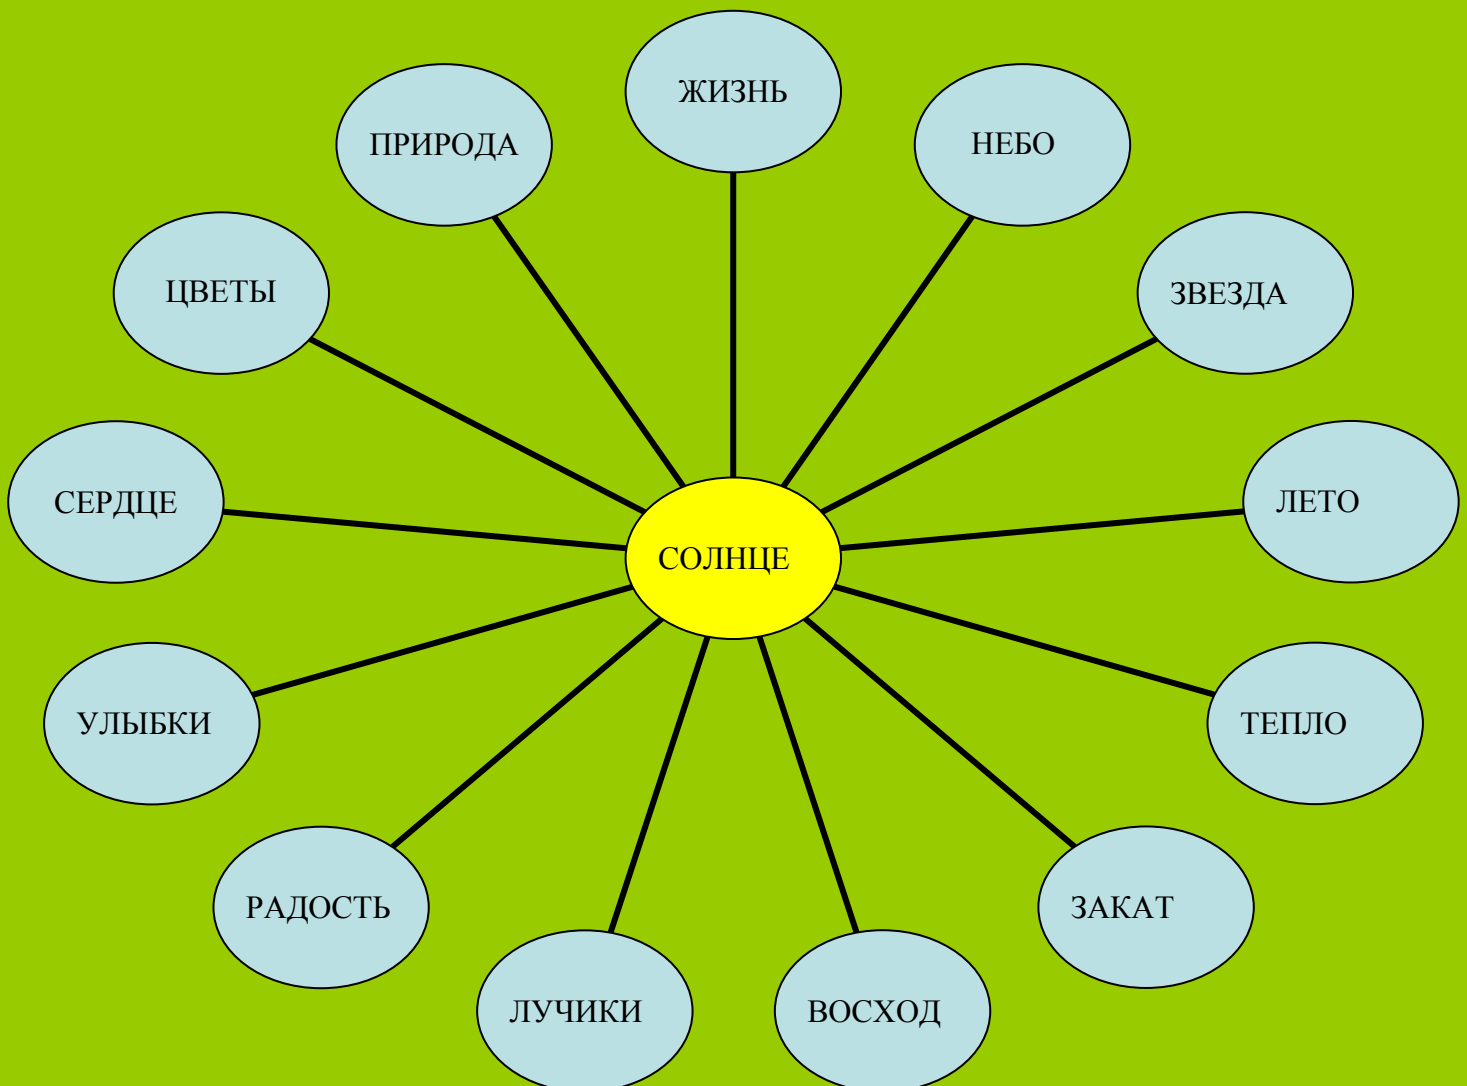 ЖИЗНЬ
НЕБО
ПРИРОДА
ЗВЕЗДА
ЦВЕТЫ
ЛЕТО
СЕРДЦЕ
СОЛНЦЕ
ТЕПЛО
УЛЫБКИ
ЗАКАТ
РАДОСТЬ
ВОСХОД
ЛУЧИКИ